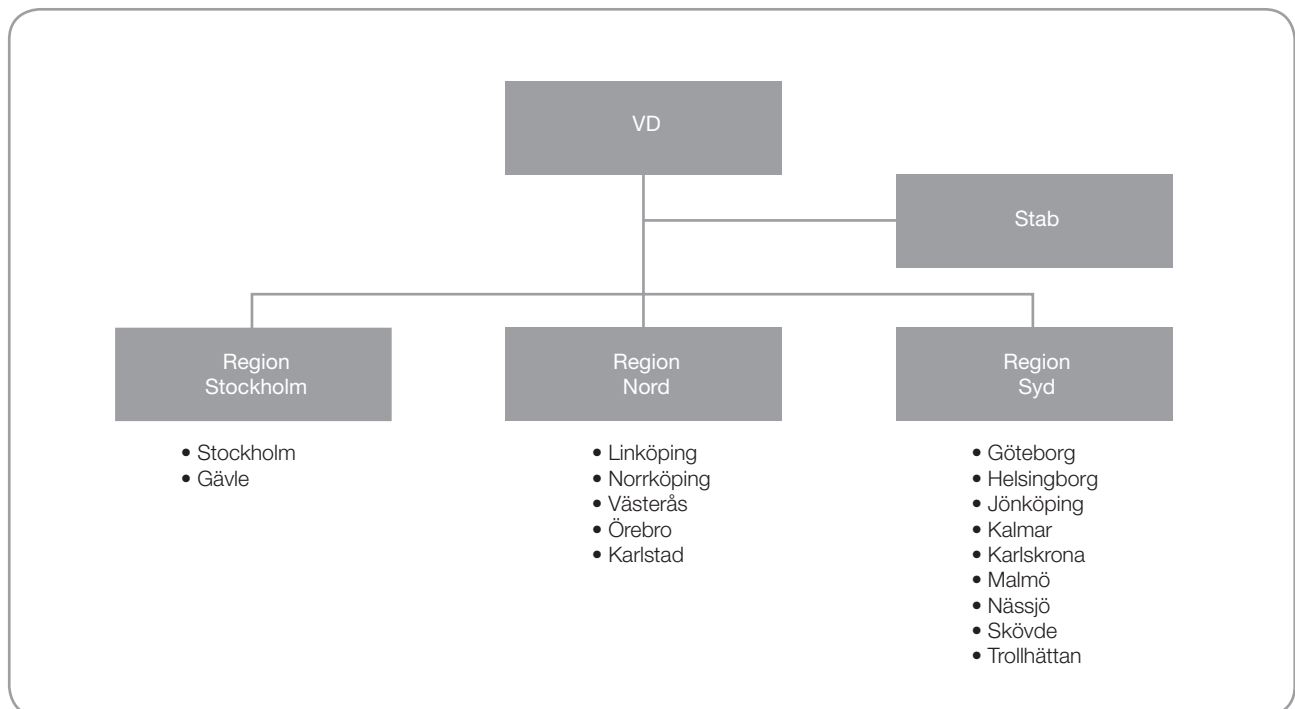 VD
Stab
Region
Stockholm
Region
Nord
Region
Syd
• Stockholm
• Gävle
• Linköping
• Norrköping
• Västerås
• Örebro
• Karlstad
• Göteborg
• Helsingborg
• Jönköping
• Kalmar
• Karlskrona
• Malmö
• Nässjö
• Skövde
• Trollhättan